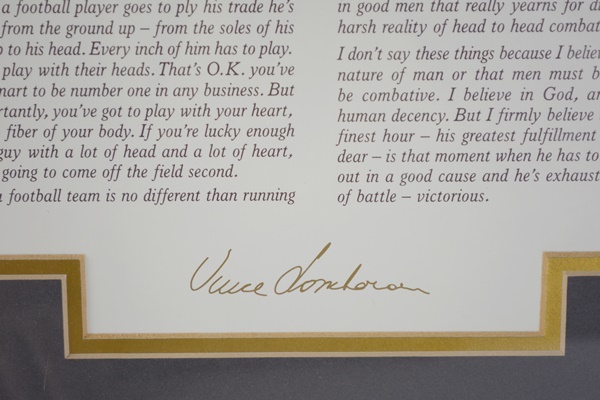 a football player goes to ply his trade he's
from the ground up – from the soles of his
to his head. Every inch of him has to play.
play with their heads. That's O.K. you've
to be number one in any business. But
you've got to play with your heart,
fiber of your body. If you're lucky enough
guy with a lot of head and a lot of heart,
going to come off the field second.
football team is no different than running
in good men that really yearns for
harsh reality of head to head
I don't say these things because I
nature of man or that men must
be combative. I believe in God,
human decency. But I firmly believe
finest hour – his greatest fulfillment
dear – is that moment when he has to
out in a good cause and he's
of battle – victorious.
Vince Lombardi